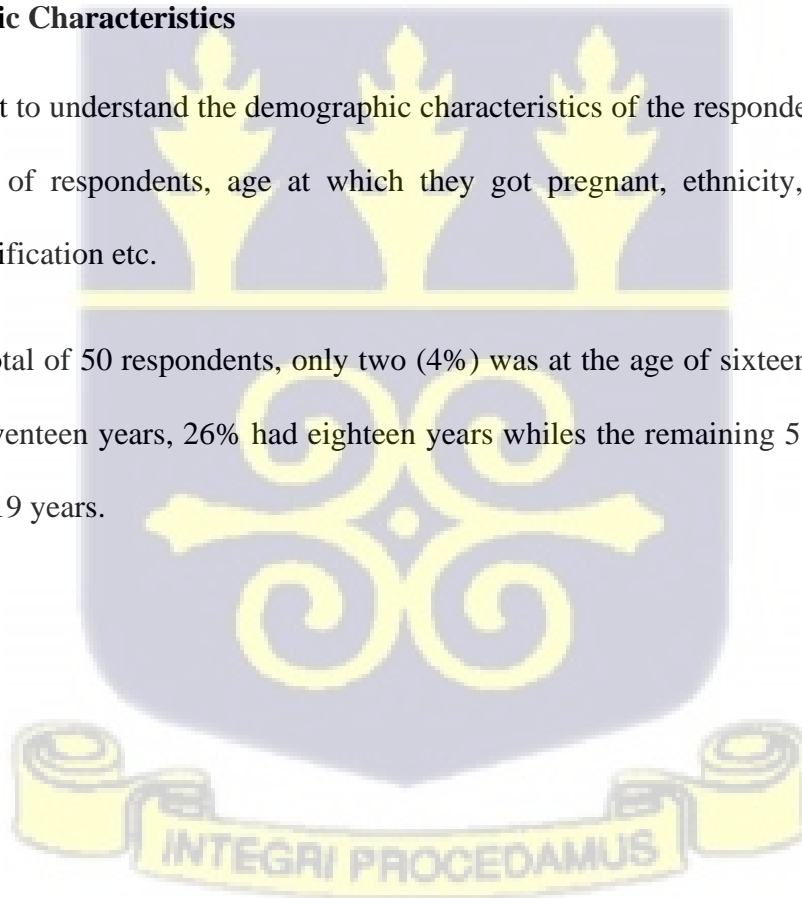 ic Characteristics
t to understand the demographic characteristics of the responde
of respondents, age at which they got pregnant, ethnicity,
ification etc.
otal of 50 respondents, only two (4%) was at the age of sixteen
venteen years, 26% had eighteen years whiles the remaining 5
19 years.
INTEGRI PROCEDAMUS